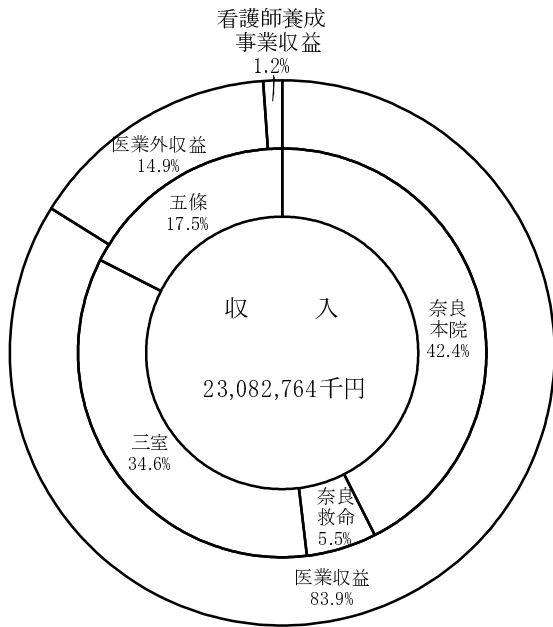 看護師養成
事業収益
1.2%
医業外収益
14.9%
五條
17.5%
収　　入
23,082,764千円
奈良
本院
42.4%
三室
34.6%
奈良
救命
5.5%
医業収益
83.9%